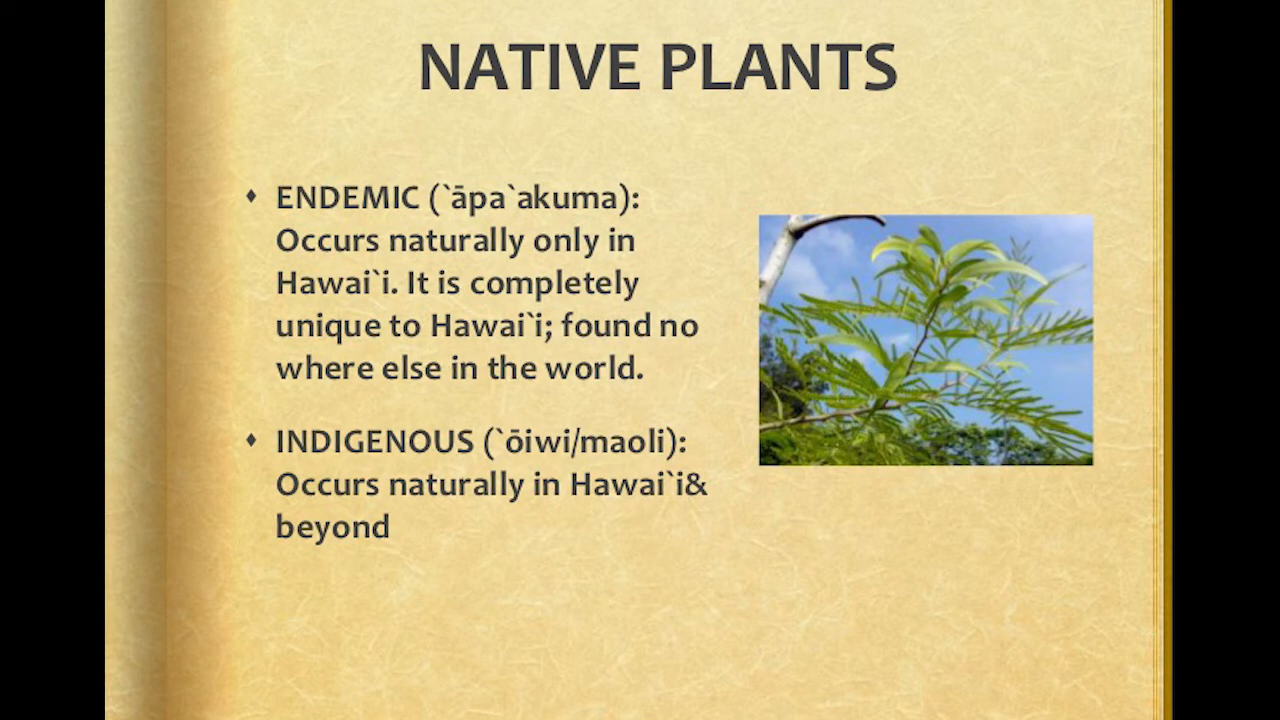 NATIVE PLANTS
ENDEMIC (`āpa`akuma):
Occurs naturally only in
Hawai`i. It is completely
unique to Hawai`i; found no
where else in the world.
INDIGENOUS (`ōiwi/maoli):
Occurs naturally in Hawai`i&
beyond